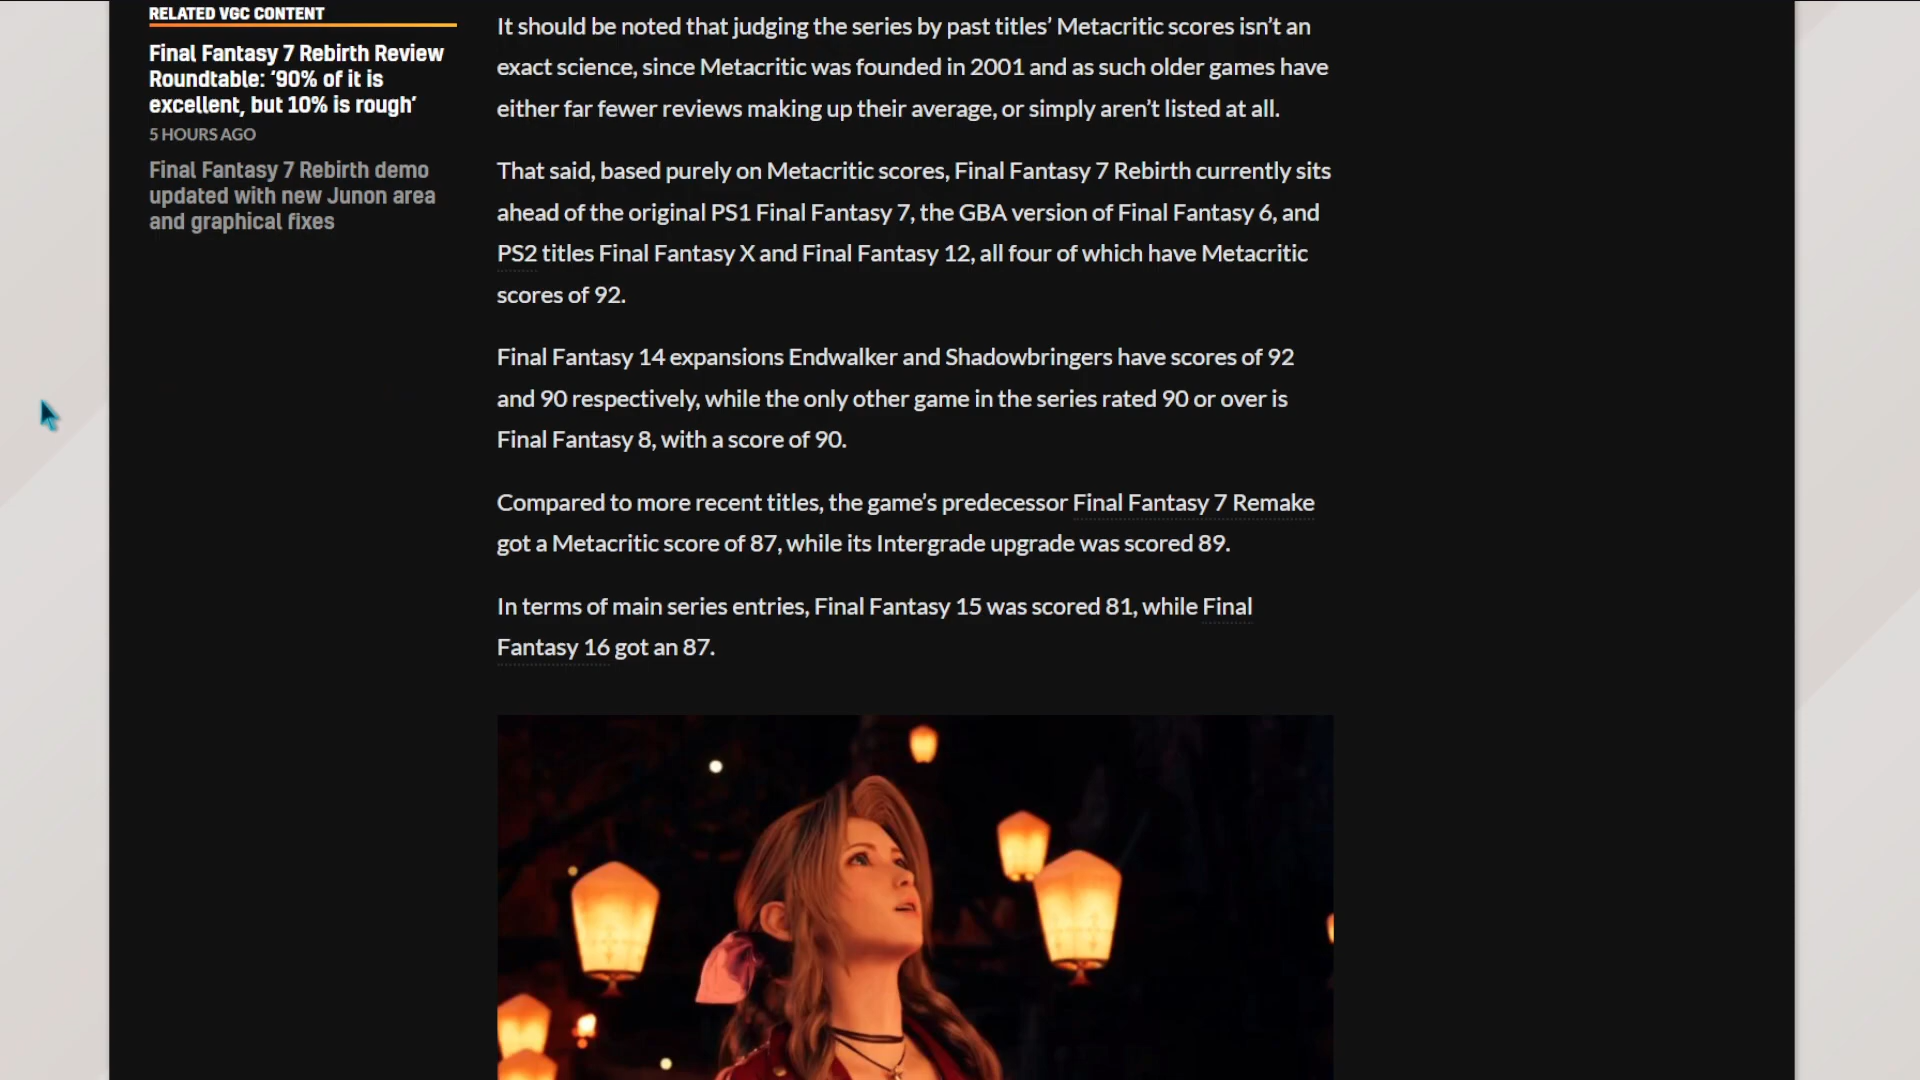 RELATED VGC CONTENT
Final Fantasy 7 Rebirth Review
Roundtable: ‘90% of it is
excellent, but 10% is rough’
5 HOURS AGO
Final Fantasy 7 Rebirth demo
updated with new Junon area
and graphical fixes
It should be noted that judging the series by past titles’ Metacritic scores isn’t an
exact science, since Metacritic was founded in 2001 and as such older games have
either far fewer reviews making up their average, or simply aren’t listed at all.
That said, based purely on Metacritic scores, Final Fantasy 7 Rebirth currently sits
ahead of the original PS1 Final Fantasy 7, the GBA version of Final Fantasy 6, and
PS2 titles Final Fantasy X and Final Fantasy 12, all four of which have Metacritic
scores of 92.
Final Fantasy 14 expansions Endwalker and Shadowbringers have scores of 92
and 90 respectively, while the only other game in the series rated 90 or over is
Final Fantasy 8, with a score of 90.
Compared to more recent titles, the game’s predecessor Final Fantasy 7 Remake
got a Metacritic score of 87, while its Intergrade upgrade was scored 89.
In terms of main series entries, Final Fantasy 15 was scored 81, while Final
Fantasy 16 got an 87.